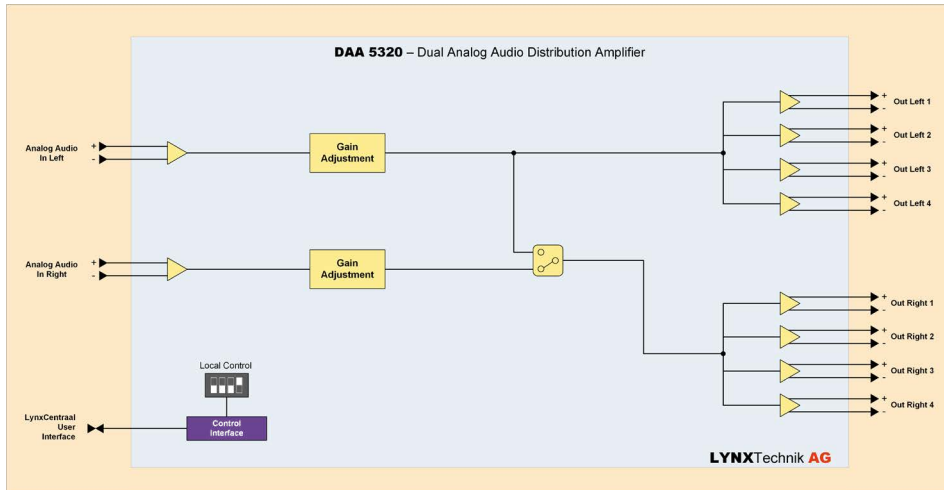 DAA 5320 – Dual Analog Audio Distribution Amplifier
Analog Audio
In Left
+
-
Gain
Adjustment
+
-
Out Left 1
+
-
Out Left 2
+
-
Out Left 3
+
-
Out Left 4
Analog Audio
In Right
+
-
Gain
Adjustment
+
-
Out Right 1
+
-
Out Right 2
+
-
Out Right 3
+
-
Out Right 4
Local Control
Control
Interface
LynxCentraal
User
Interface
LYNXTechnik AG